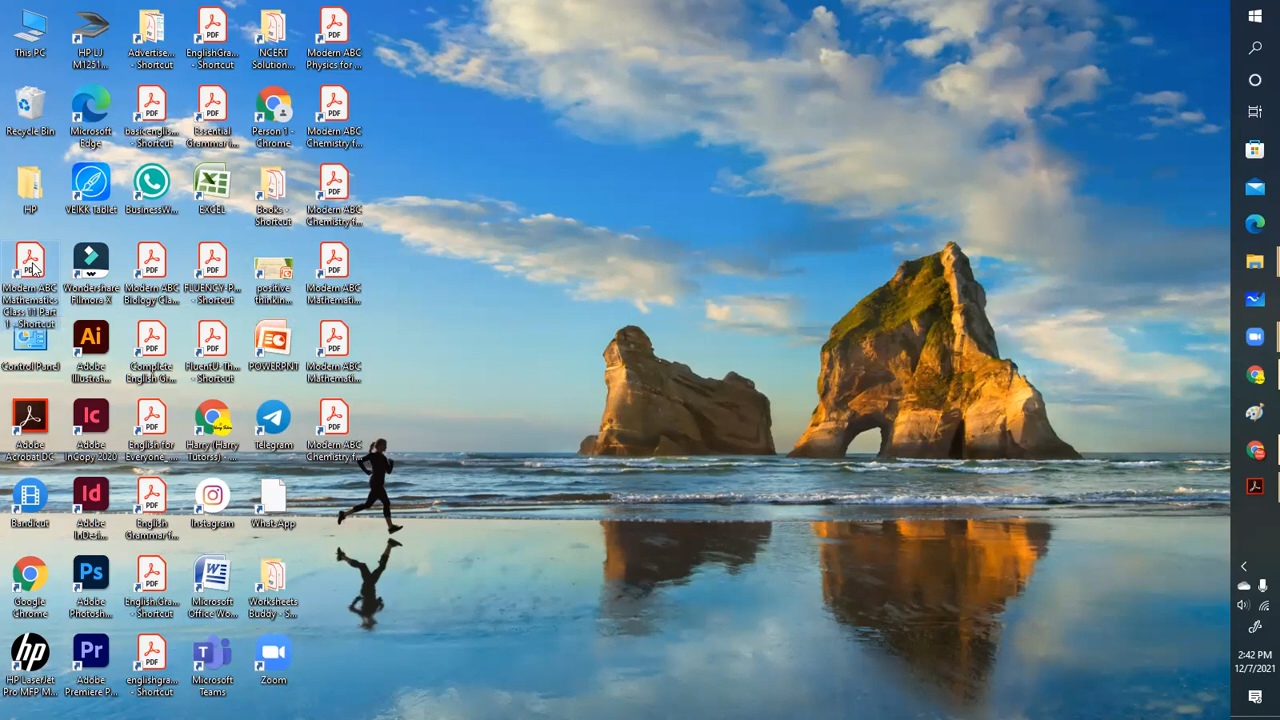 This PC
HP LJ
M1251...
Advertise...
- Shortcut
EnglishGra...
- Shortcut
NCERT
Solution...
Modern ABC
Physics for ...
Recycle Bin
Microsoft
Edge
basicenglis...
- Shortcut
Essential
Grammar i...
Person 1 -
Chrome
Modern ABC
Chemistry f...
HP
VEIKK Tablet
BusinessW...
EXCEL
Books -
Shortcut
Modern ABC
Chemistry f...
Modern ABC
Mathematics
Class 11 Part
1 - Shortcut
Wondershare
Filmora X
Modern ABC
Biology Cla...
FLUENCY-P...
- Shortcut
positive
thinkin...
Modern ABC
Mathemati...
Control Panel
Adobe
Illustrat...
Complete
English Gr...
FluentU-Th...
- Shortcut
POWERPNT
Modern ABC
Mathemati...
Adobe
Acrobat DC
Adobe
InCopy 2020
English for
Everyone_...
Harry (Harry
Tutorss) - ...
Telegram
Modern ABC
Chemistry f...
Bandicut
Adobe
InDesi...
English
Grammar f...
Instagram
WhatsApp
Google
Chrome
Adobe
Photosh...
English.Gra...
- Shortcut
Microsoft
Office Wo...
Worksheets
Buddy - S...
HP LaserJet
Pro MFP M...
Adobe
Premiere P...
englishgra...
- Shortcut
Microsoft
Teams
Zoom
2:42 PM
12/7/2021